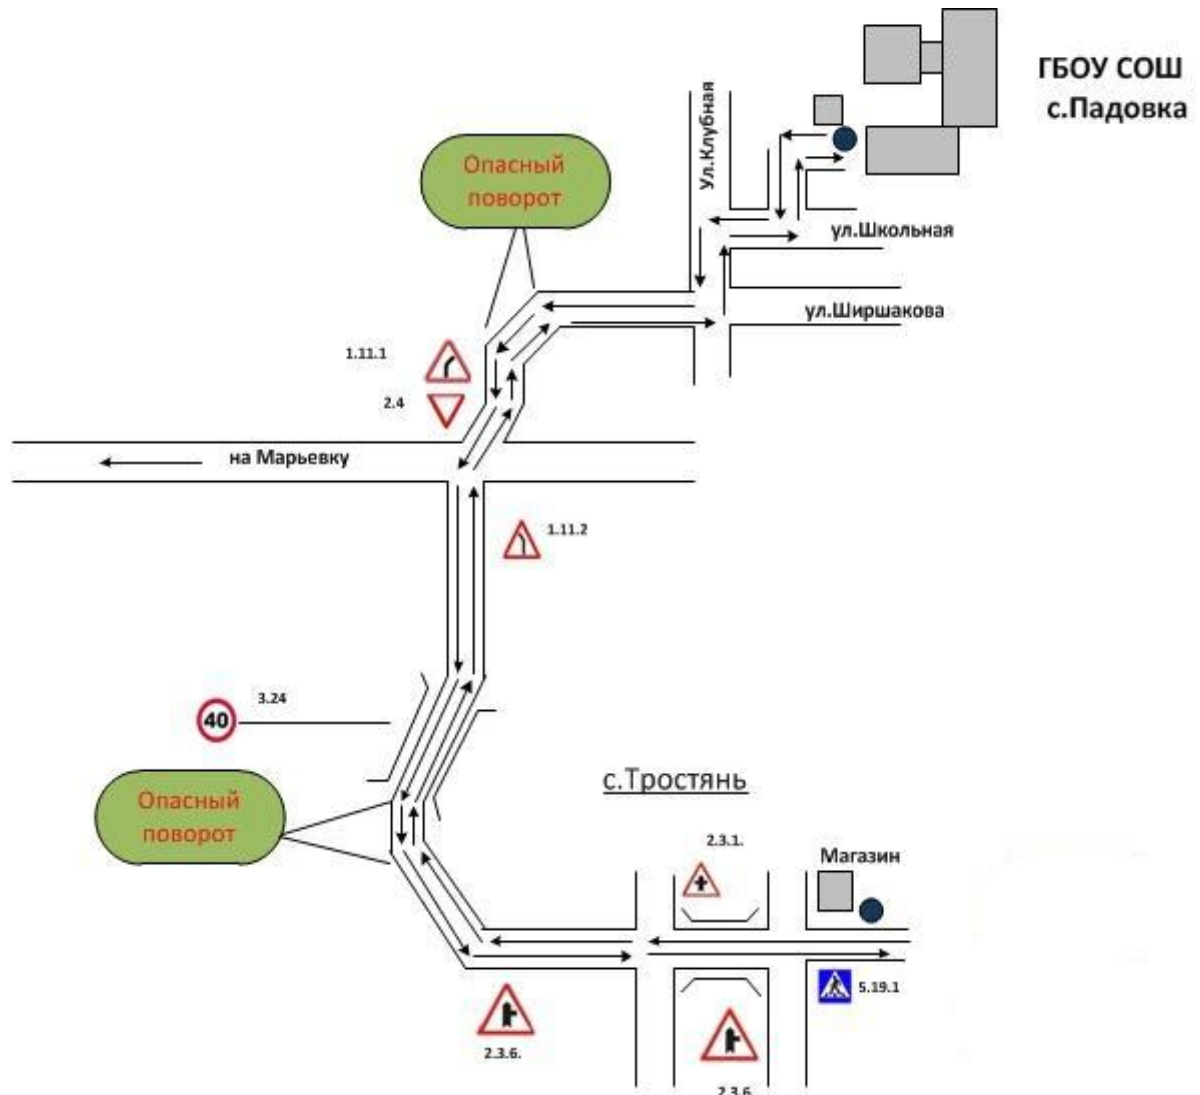 ГБОУ СОШ
с.Падовка
Ул.Клубная
Опасный
поворот
ул.Школьная
ул.Ширшакова
1.11.1
2.4
на Марьевку
1.11.2
3.24
40
Опасный
поворот
с.Тростянь
2.3.1.
Магазин
5.19.1
2.3.6.
2.3.6